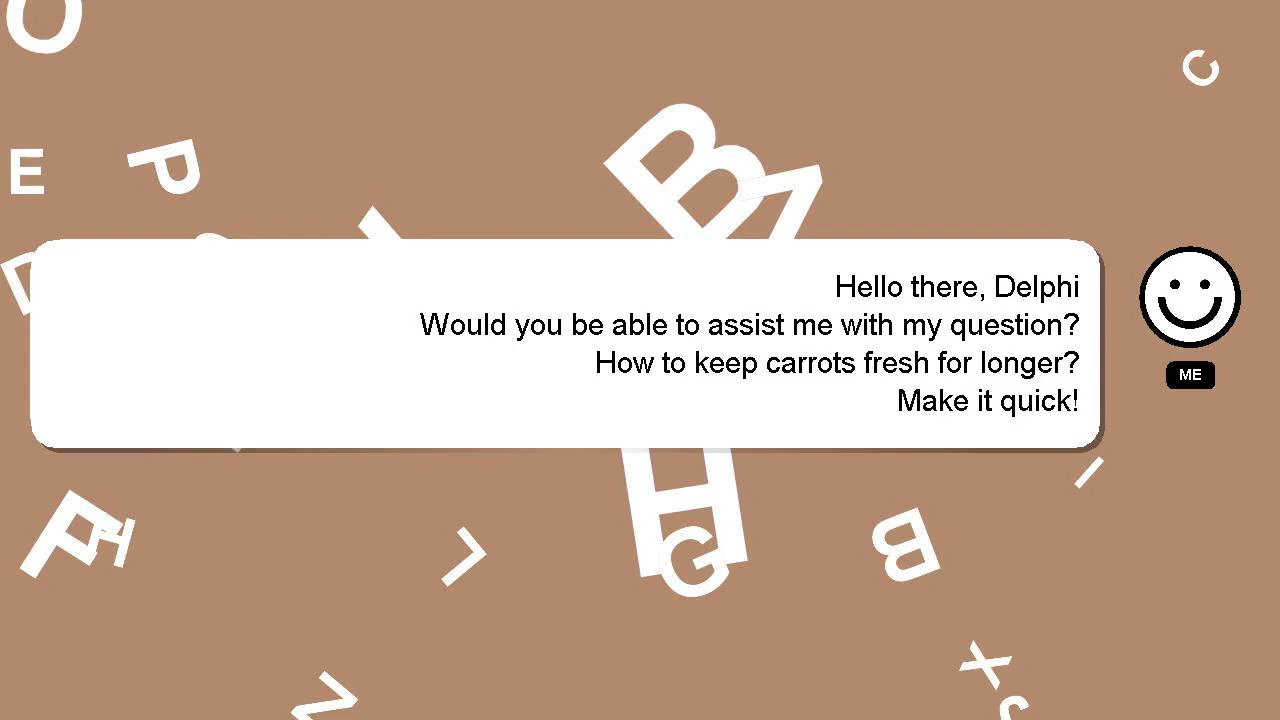 Hello there, Delphi
Would you be able to assist me with my question?
How to keep carrots fresh for longer?
Make it quick!
ME
O
C
E
P
B
Z
D
I
F
H
H
G
L
B
I
X
Z
J